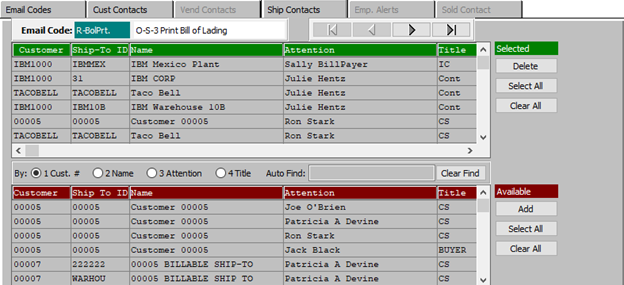 Email Codes Cust Contacts Vend Contacts Ship Contacts Emp. Alerts Sold Contact
Email Code: R-BolPrt. O-S-3 Print Bill of Lading
Customer Ship-To ID Name Attention Title Selected
IBM1000 IBMMEX IBM Mexico Plant Sally BillPayer IC Delete
IBM1000 31 IBM CORP Julie Hentz Cont
TACOBELL TACOBELL Taco Bell Julie Hentz Cont Select All
IBM1000 IBM10B IBM Warehouse 10B Julie Hentz Cont Clear All
00005 00005 Customer 00005 Ron Stark CS
TACOBELL TACOBELL Taco Bell Ron Stark CS
By: 1 Cust. # 2 Name 3 Attention 4 Title Auto Find: Clear Find
Customer Ship To ID Name Attention Title Available
00005 00005 Customer 00005 Joe O'Brien CS Add
00005 00005 Customer 00005 Patricia A Devine CS
00005 00005 Customer 00005 Ron Stark CS Select All
00005 00005 Customer 00005 Jack Black BUYER Clear All
00007 222222 00005 BILLABLE SHIP-TO Patricia A Devine CS
00007 WARHOU 00005 BILLABLE SHIP TO Patricia A Devine CS